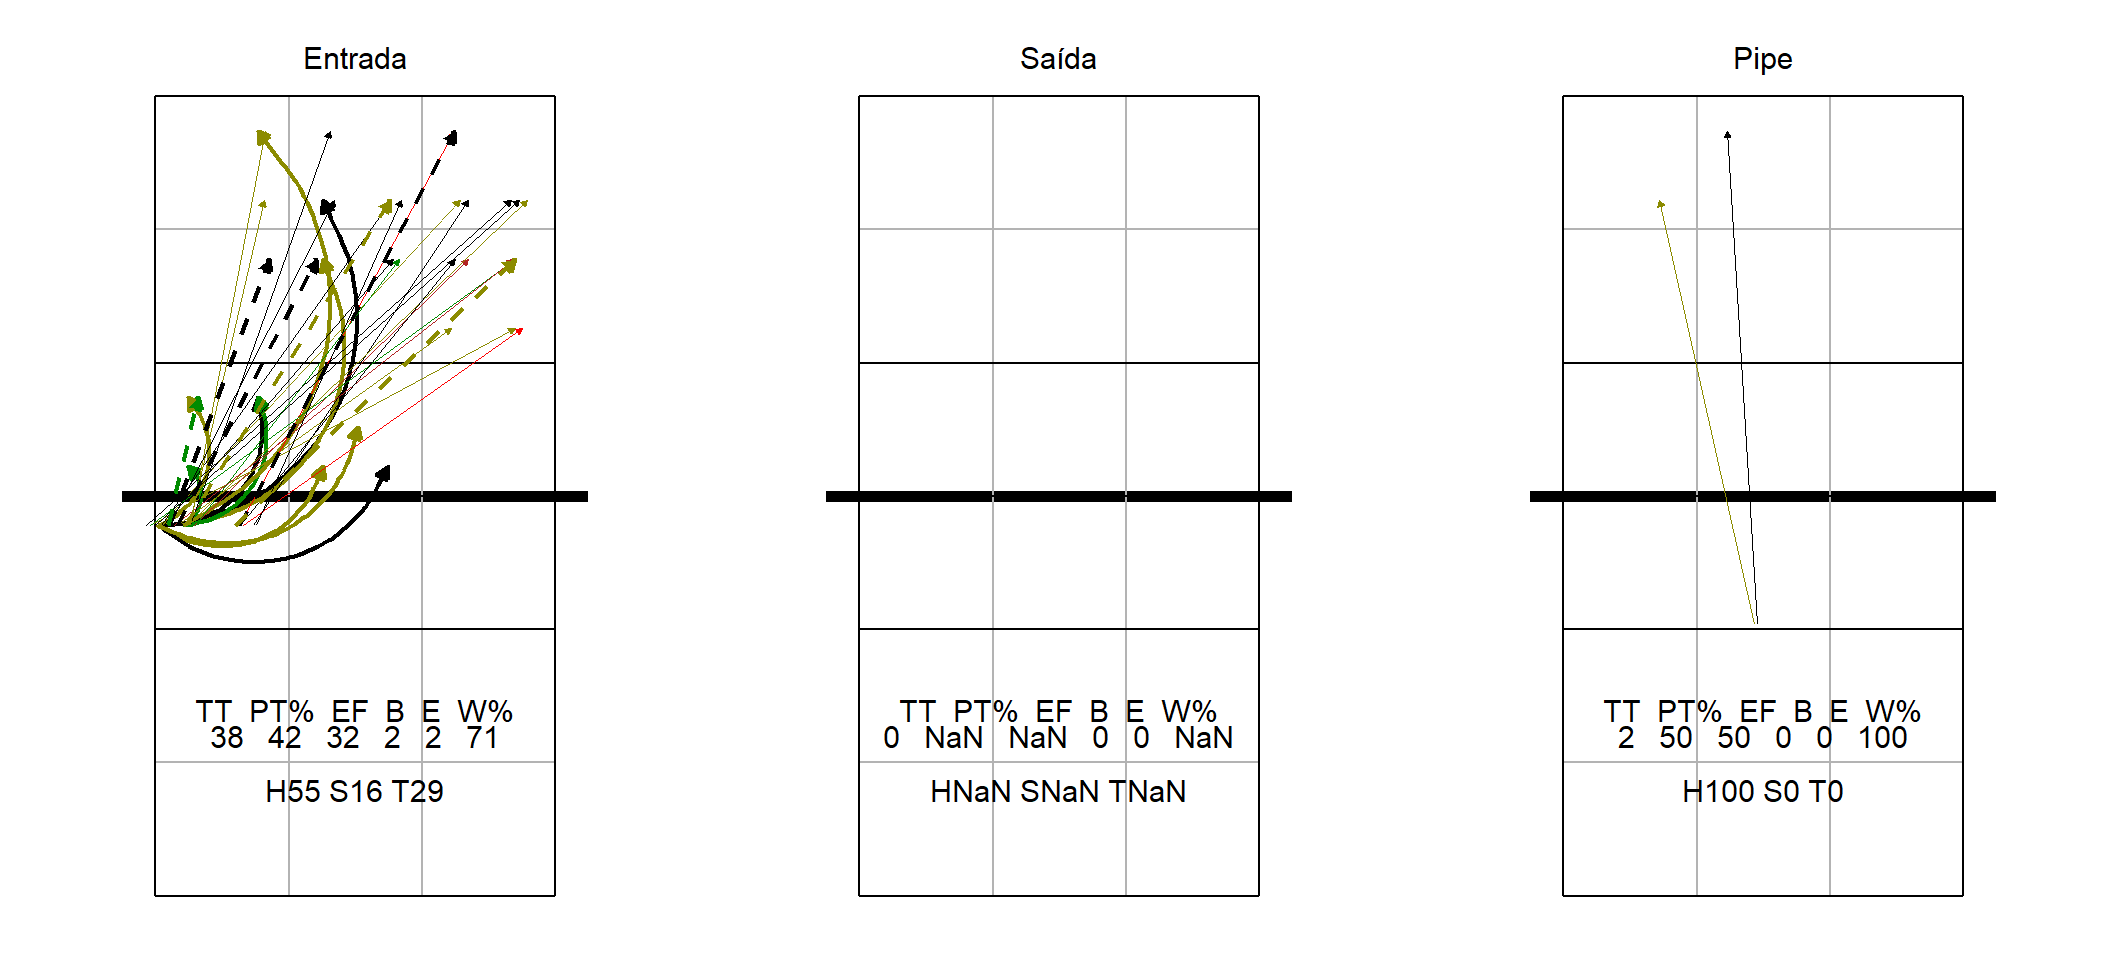 Entrada
TT PT% EF B E W%
38 42 32 2 2 71
H55 S16 T29
Saída
TT PT% EF B E W%
0 NaN NaN 0 0 NaN
HNaN SNaN TNaN
Pipe
TT PT% EF B E W%
2 50 50 0 0 100
H100 S0 T0